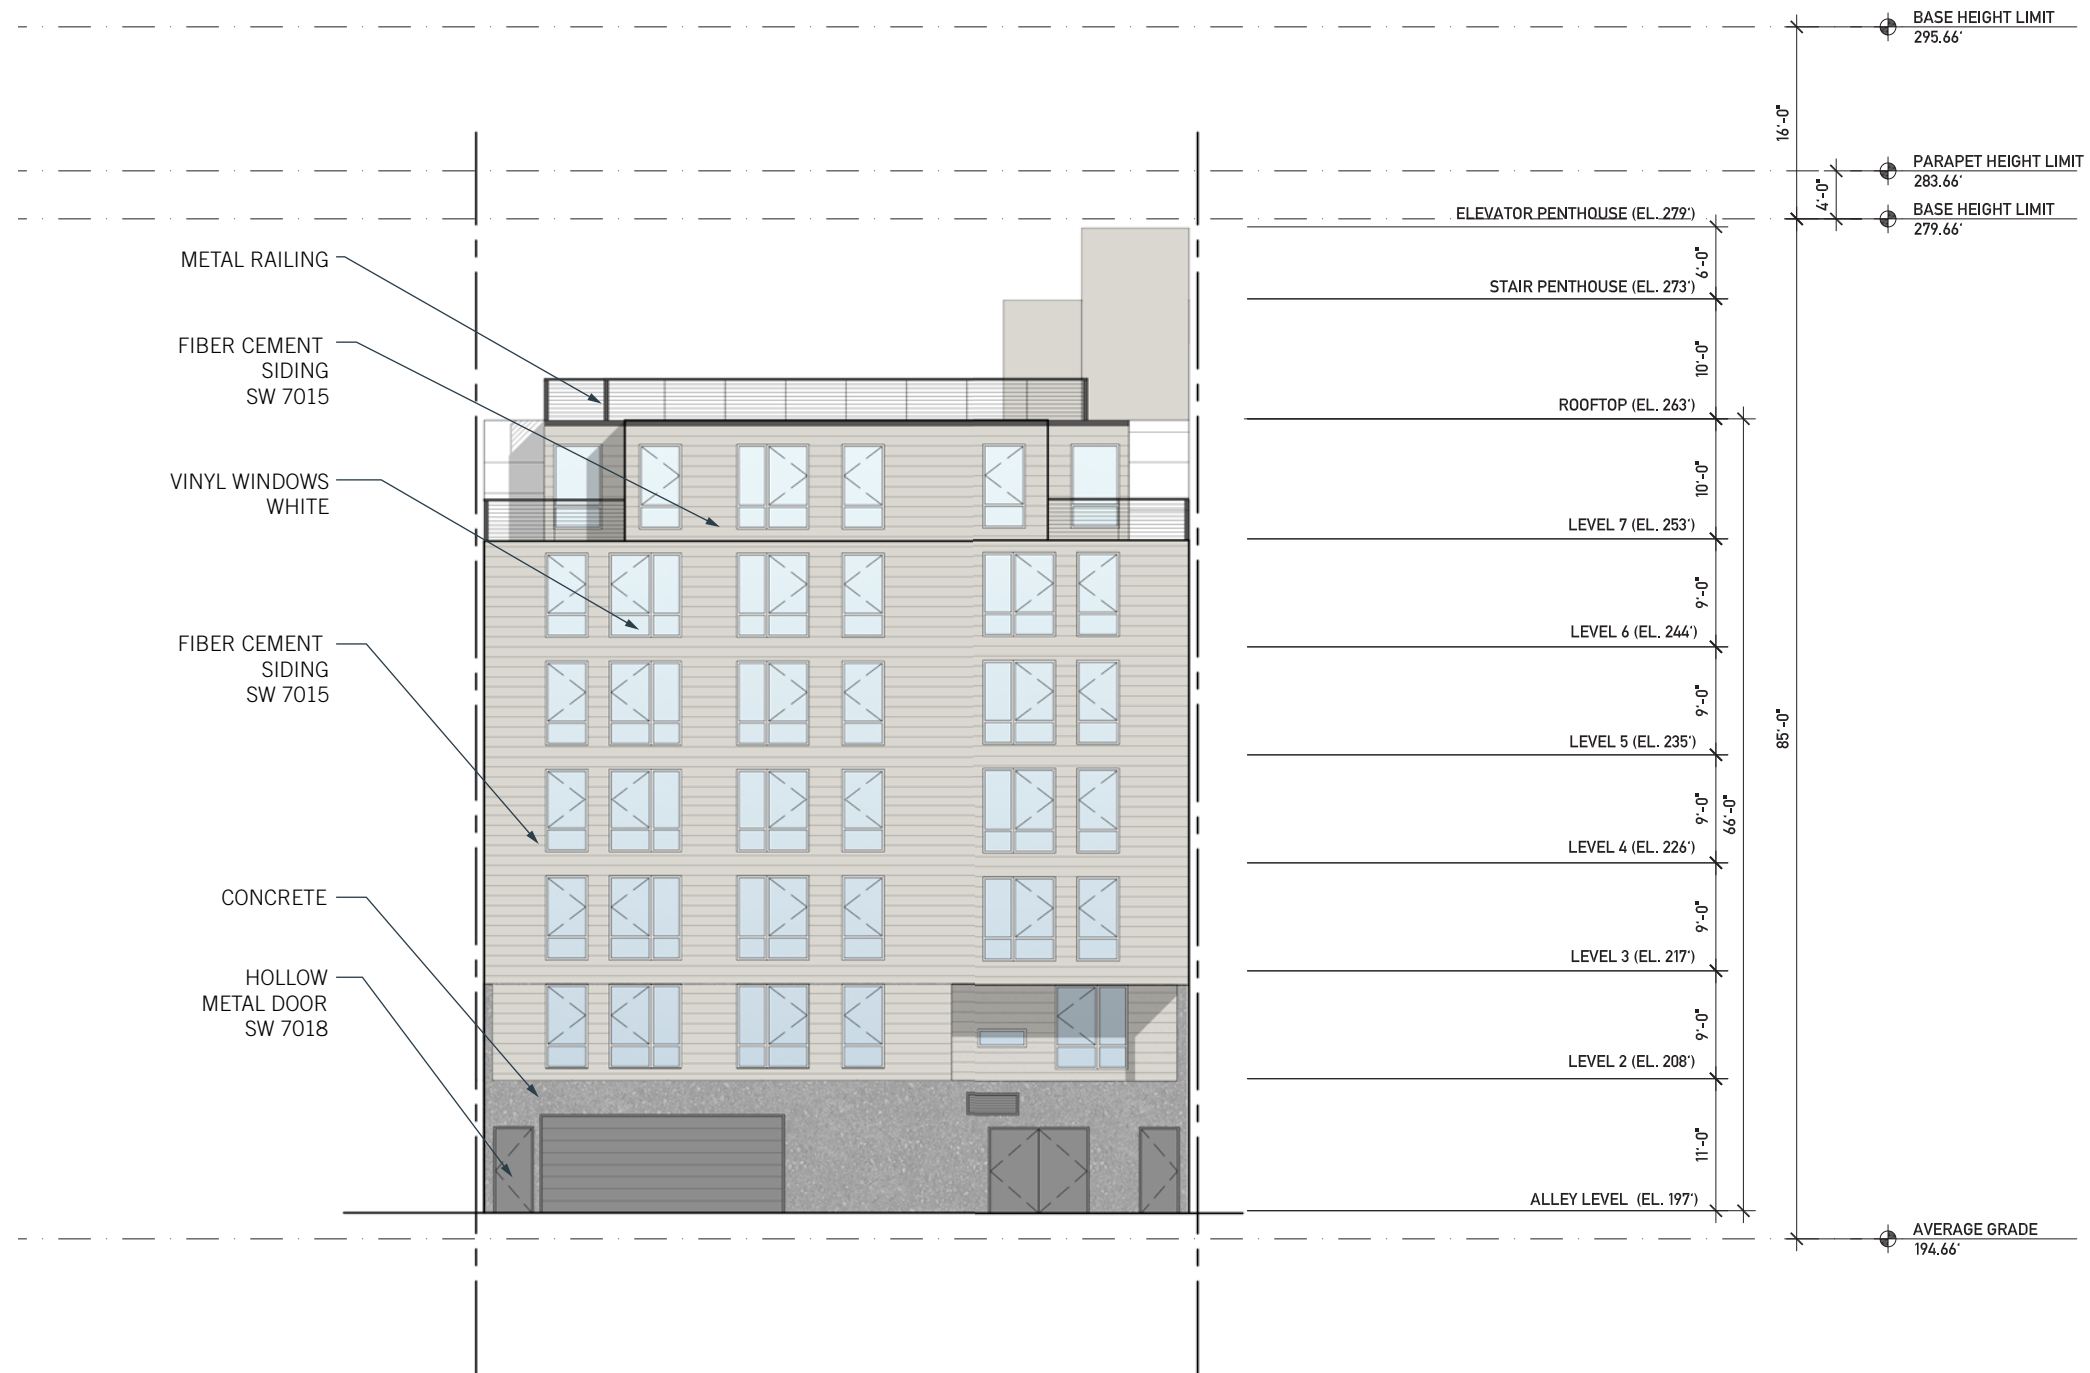 BASE HEIGHT LIMIT
295.66'
16'-0"
PARAPET HEIGHT LIMIT
283.66'
4'-0"
BASE HEIGHT LIMIT
279.66'
ELEVATOR PENTHOUSE (EL. 279')
6'-0"
STAIR PENTHOUSE (EL. 273')
10'-0"
ROOFTOP (EL. 263')
10'-0"
LEVEL 7 (EL. 253')
9'-0"
LEVEL 6 (EL. 244')
9'-0"
LEVEL 5 (EL. 235')
9'-0"
LEVEL 4 (EL. 226')
9'-0"
LEVEL 3 (EL. 217')
9'-0"
LEVEL 2 (EL. 208')
11'-0"
ALLEY LEVEL (EL. 197')
66'-0"
85'-0"
AVERAGE GRADE
194.66'
METAL RAILING
FIBER CEMENT
SIDING
SW 7015
VINYL WINDOWS
WHITE
FIBER CEMENT
SIDING
SW 7015
CONCRETE
HOLLOW
METAL DOOR
SW 7018